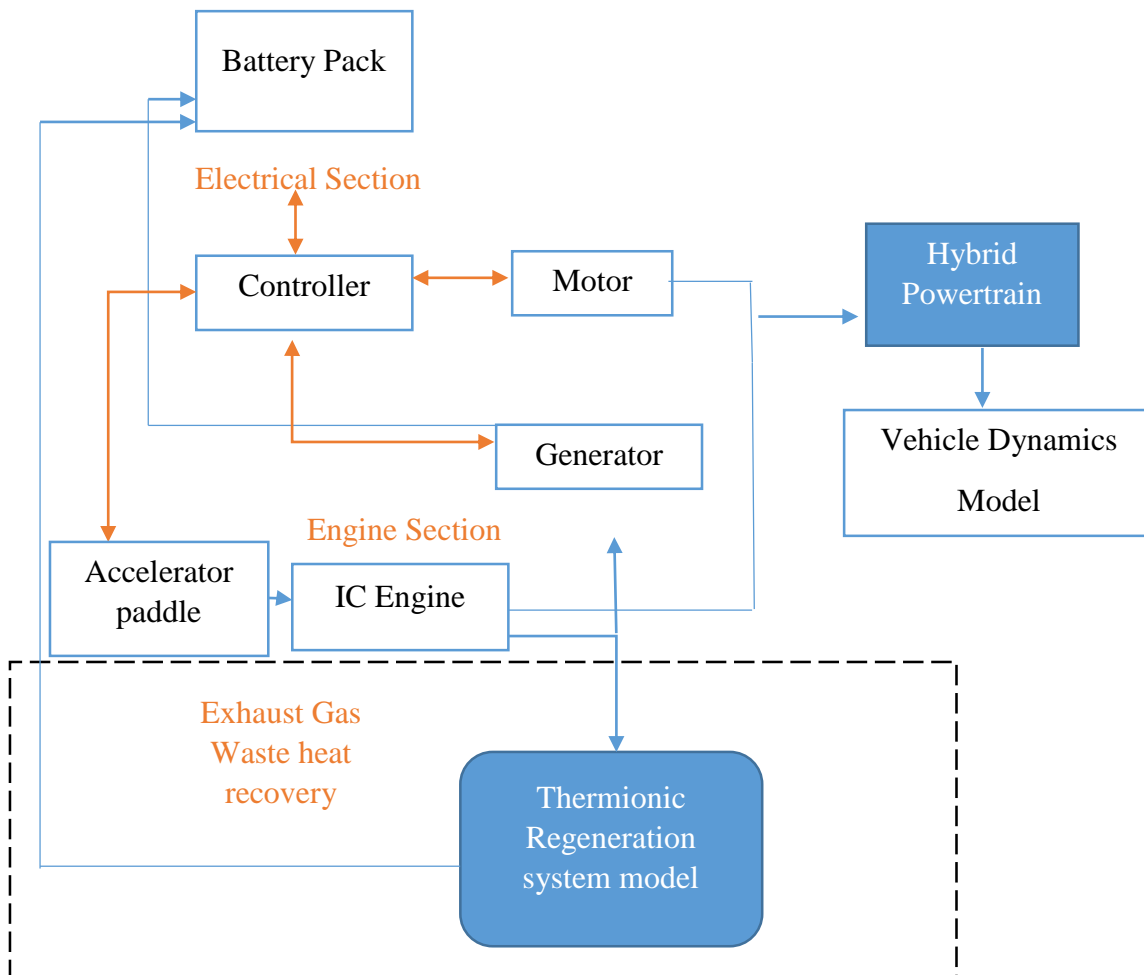 Battery Pack
Electrical Section
Controller
Motor
Hybrid
Powertrain
Vehicle Dynamics
Model
Generator
Engine Section
Accelerator
paddle
IC Engine
Exhaust Gas
Waste heat
recovery
Thermionic
Regeneration
system model